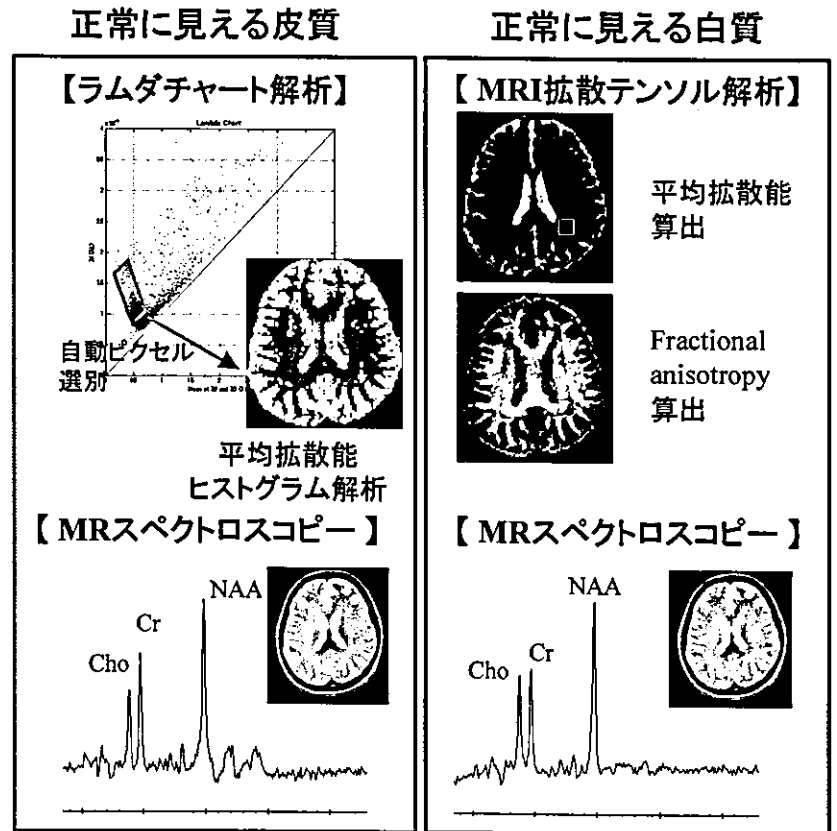 正常に見える皮質
【ラムダチャート解析】
Lambda Chart
自動ピクセル
選別
平均拡散能
ヒストグラム解析
【 MRスペクトロスコピー 】
Cho
Cr
NAA
正常に見える白質
【 MRI拡散テンソル解析】
平均拡散能
算出
Fractional
anisotropy
算出
【 MRスペクトロスコピー 】
Cho
Cr
NAA